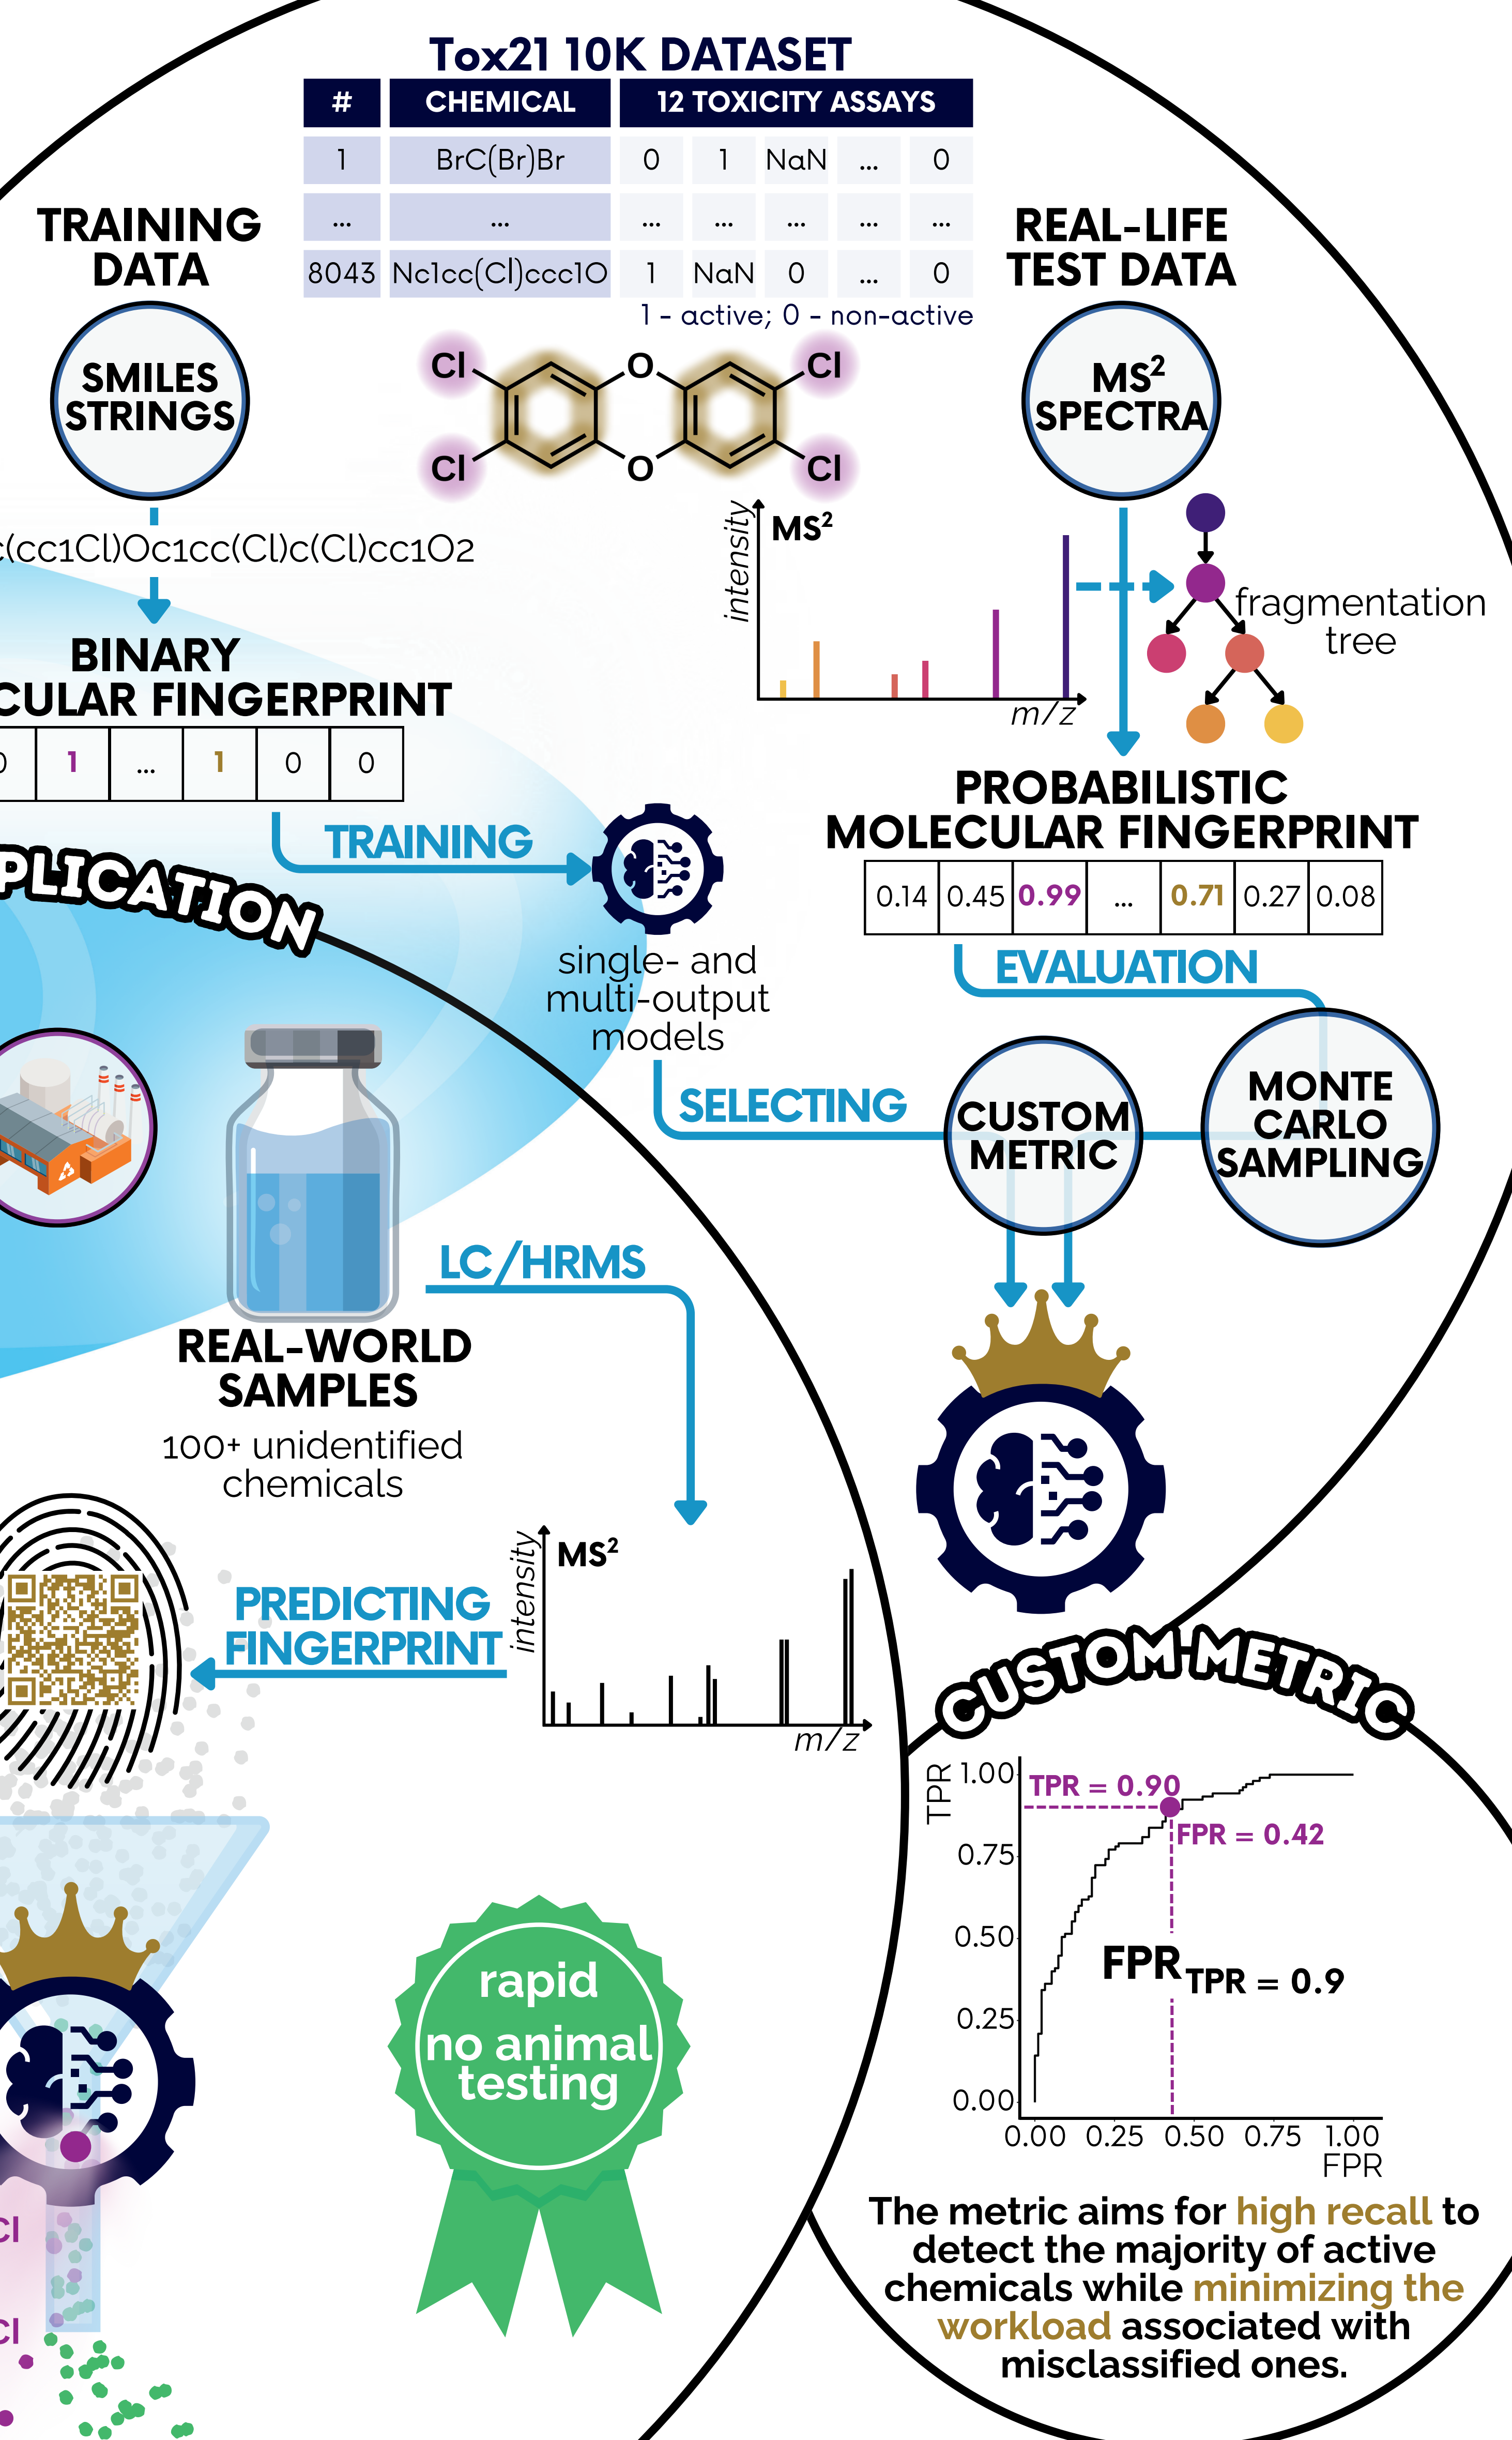 Tox21 10K DATASET
# CHEMICAL 12 TOXICITY ASSAYS
1 BrC(Br)Br 0 1 NaN ... 0
... ... ... ... ... ... ...
8043 Nc1cc(Cl)ccc1O 1 NaN 0 ... 0
1 - active; 0 - non-active
TRAINING
DATA
SMILES
STRINGS
Cl O Cl
Cl O Cl
c(cc1Cl)Oc1cc(Cl)c(Cl)cc1O2
BINARY
CULAR FINGERPRINT
0 1 ... 1 0 0
TRAINING
single- and
multi-output
models
SELECTING
REAL-LIFE
TEST DATA
MS²
SPECTRA
intensity
MS²
m/z
fragmentation
tree
PROBABILISTIC
MOLECULAR FINGERPRINT
0.14 0.45 0.99 ... 0.71 0.27 0.08
EVALUATION
CUSTOM
METRIC
MONTE
CARLO
SAMPLING
PLICATION
LC/HRMS
REAL-WORLD
SAMPLES
100+ unidentified
chemicals
intensity
MS²
m/z
PREDICTING
FINGERPRINT
rapid
no animal
testing
Cl
Cl
CUSTOM-METRIC
TPR
1.00
0.75
0.50
0.25
0.00
TPR = 0.90
FPR = 0.42
FPR TPR = 0.9
0.00 0.25 0.50 0.75 1.00
FPR
The metric aims for high recall to
detect the majority of active
chemicals while minimizing the
workload associated with
misclassified ones.